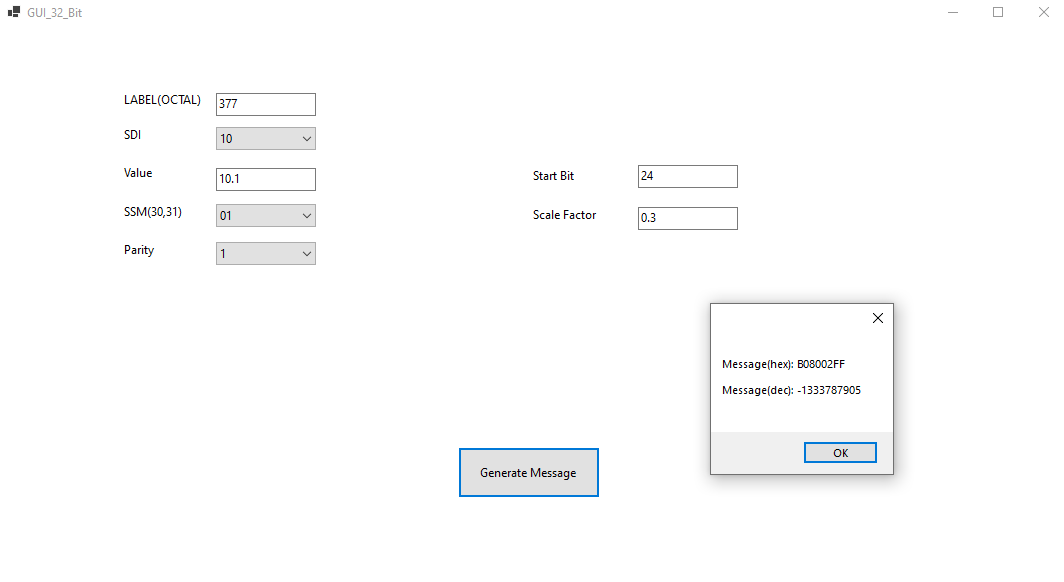 GUI_32_Bit
LABEL(OCTAL) 377
SDI 10
Value 10.1
SSM(30,31) 01
Parity 1
Start Bit 24
Scale Factor 0.3
Message(hex): B08002FF
Message(dec): -1333787905
OK
Generate Message